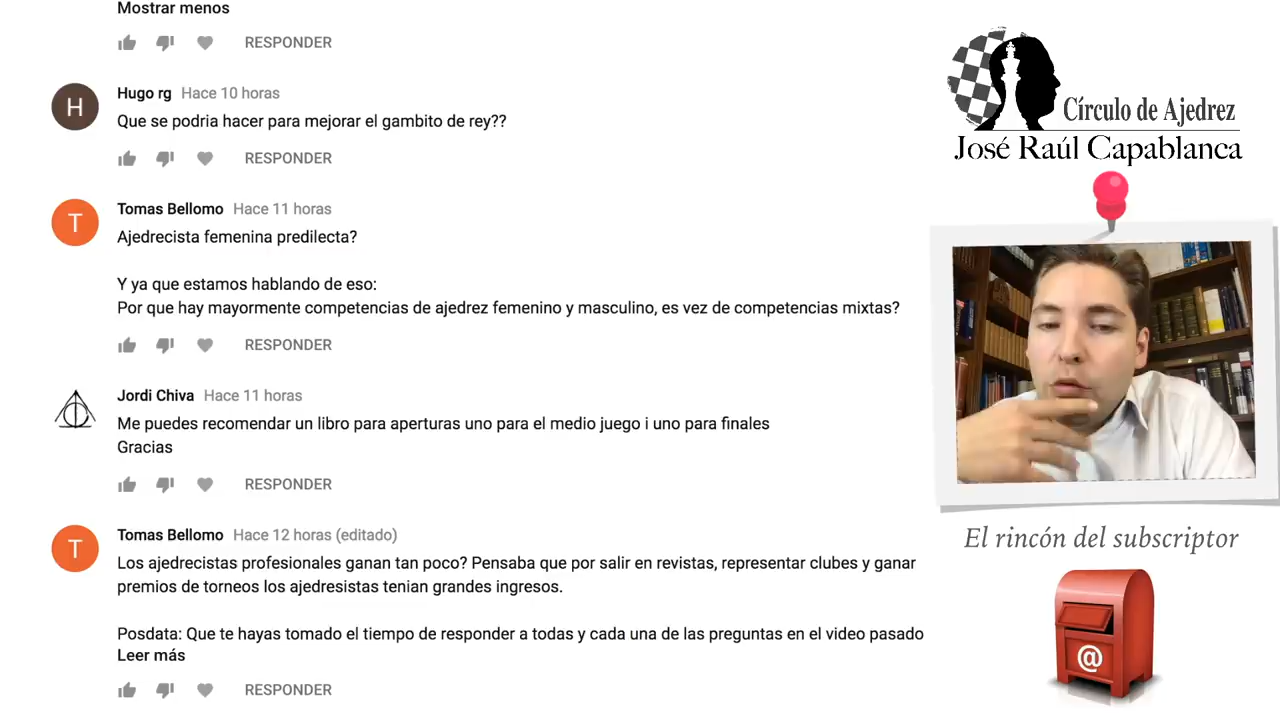 Mostrar menos
RESPONDER
H
Hugo rg Hace 10 horas
Que se podria hacer para mejorar el gambito de rey??
RESPONDER
T
Tomas Bellomo Hace 11 horas
Ajedrecista femenina predilecta?
Y ya que estamos hablando de eso:
Por que hay mayormente competencias de ajedrez femenino y masculino, es vez de competencias mixtas?
RESPONDER
Jordi Chiva Hace 11 horas
Me puedes recomendar un libro para aperturas uno para el medio juego i uno para finales
Gracias
RESPONDER
T
Tomas Bellomo Hace 12 horas (editado)
Los ajedrecistas profesionales ganan tan poco? Pensaba que por salir en revistas, representar clubes y ganar
premios de torneos los ajedresistas tenian grandes ingresos.
Posdata: Que te hayas tomado el tiempo de responder a todas y cada una de las preguntas en el video pasado
Leer más
RESPONDER
Círculo de Ajedrez
José Raúl Capablanca
El rincón del subscriptor
@